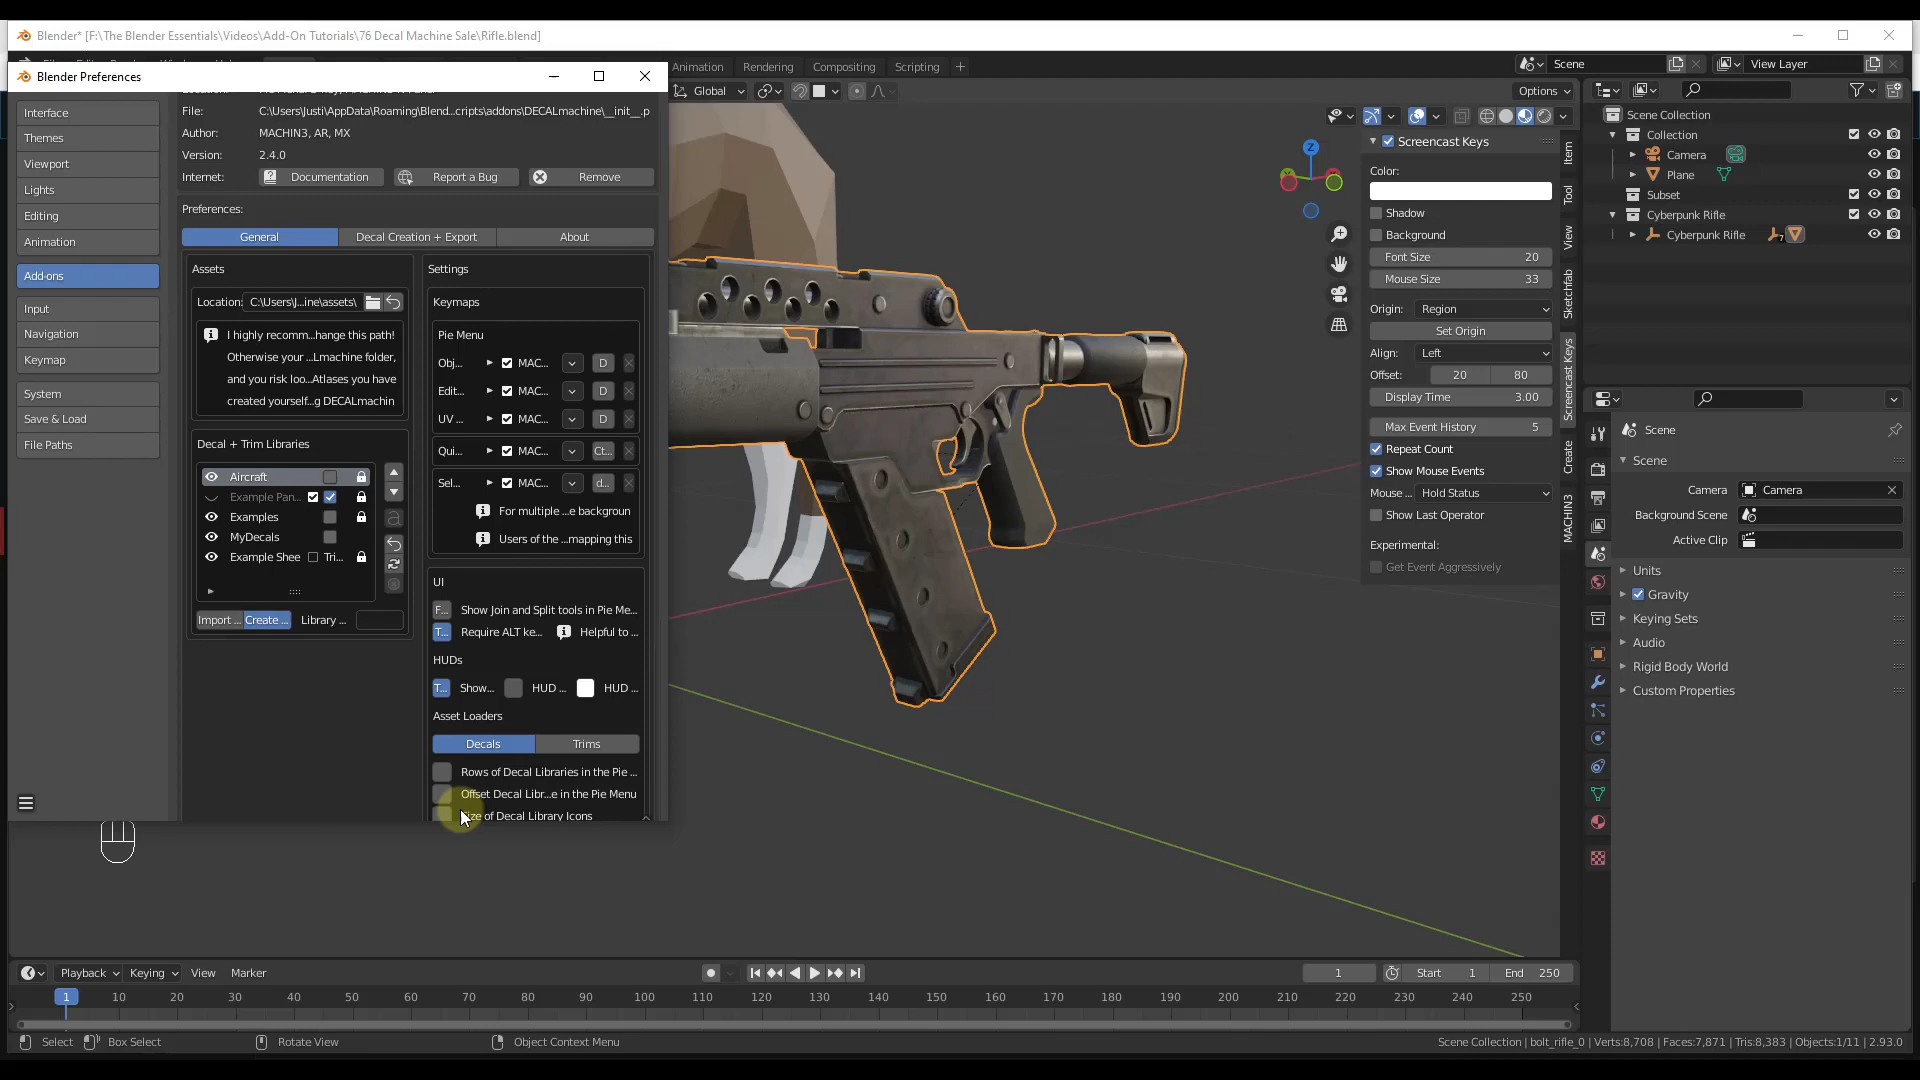 Blender* [F:\The Blender Essentials\Videos\Add-On Tutorials\76 Decal Machine Sale\Rifle.blend]
Blender Preferences
Animation Rendering Compositing Scripting +
Scene
View Layer
Interface
Themes
Viewport
Lights
Editing
Animation
Add-ons
Input
Navigation
Keymap
System
Save & Load
File Paths
File: C:\Users\Justi\AppData\Roaming\Blend...cripts\addons\DECALmachine\__init__.p
Author: MACHIN3, AR, MX
Version: 2.4.0
Internet: Documentation Report a Bug Remove
Preferences:
General Decal Creation + Export About
Assets
Location: C:\Users\J...ine\assets\
I highly recomm...hange this path!
Otherwise your ...Lmachine folder,
and you risk loo...Atlases you have
created yourself...g DECALmachin
Decal + Trim Libraries
Aircraft
Example Pan...
Examples
MyDecals
Example Shee Tri...
Import ... Create ... Library ...
Settings
Keymaps
Pie Menu
Obj... MAC... D
Edit... MAC... D
UV ... MAC... D
Qui... MAC... Ct...
Sel... MAC... d...
For multiple ...e backgroun
Users of the ...mapping this
UI
F... Show Join and Split tools in Pie Me...
T... Require ALT ke... Helpful to ...
HUDs
T... Show... HUD ... HUD ...
Asset Loaders
Decals Trims
Rows of Decal Libraries in the Pie ...
Offset Decal Libr...e in the Pie Menu
ize of Decal Library Icons
Global
Options
Z
Screencast Keys
Color:
Shadow
Background
Font Size 20
Mouse Size 33
Origin: Region
Set Origin
Align: Left
Offset: 20 80
Display Time 3.00
Max Event History 5
Repeat Count
Show Mouse Events
Mouse ... Hold Status
Show Last Operator
Experimental:
Get Event Aggressively
Item
Tool
View
Sketchfab
Screencast Keys
Create
MACHIN3
Scene Collection
Collection
Camera
Plane
Subset
Cyberpunk Rifle
Cyberpunk Rifle 7
Scene
Scene
Camera Camera
Background Scene
Active Clip
Units
Gravity
Keying Sets
Audio
Rigid Body World
Custom Properties
Playback Keying View Marker
1 Start 1 End 250
1 10 20 30 40 50 60 70 80 90 100 110 120 130 140 150 160 170 180 190 200 210 220 230 240 250
Select Box Select Rotate View Object Context Menu
Scene Collection | bolt_rifle_0 | Verts:8,708 | Faces:7,871 | Tris:8,383 | Objects:1/11 | 2.93.0